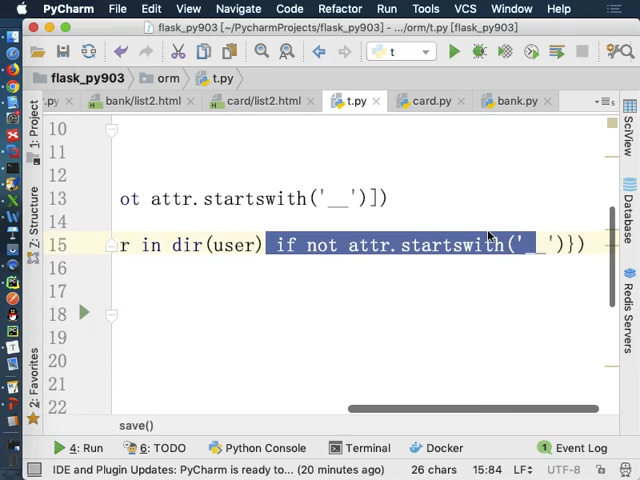 PyCharm File Edit View Navigate Code Refactor Run Tools VCS Window Help
flask_py903 [~/PycharmProjects/flask_py903] - .../orm/t.py [flask_py903]
t
flask_py903 orm t.py
.py bank/list2.html card/list2.html t.py card.py bank.py
1: Project
7: Structure
2: Favorites
10
11
12
13 ot attr.startswith('__')])
14
15 r in dir(user) if not attr.startswith('__')})
16
17
18
19
20
21
22
SciView
Database
Redis Servers
save()
4: Run 6: TODO Python Console Terminal Docker 1 Event Log
IDE and Plugin Updates: PyCharm is ready to... (20 minutes ago) 26 chars 15:84 LF UTF-8